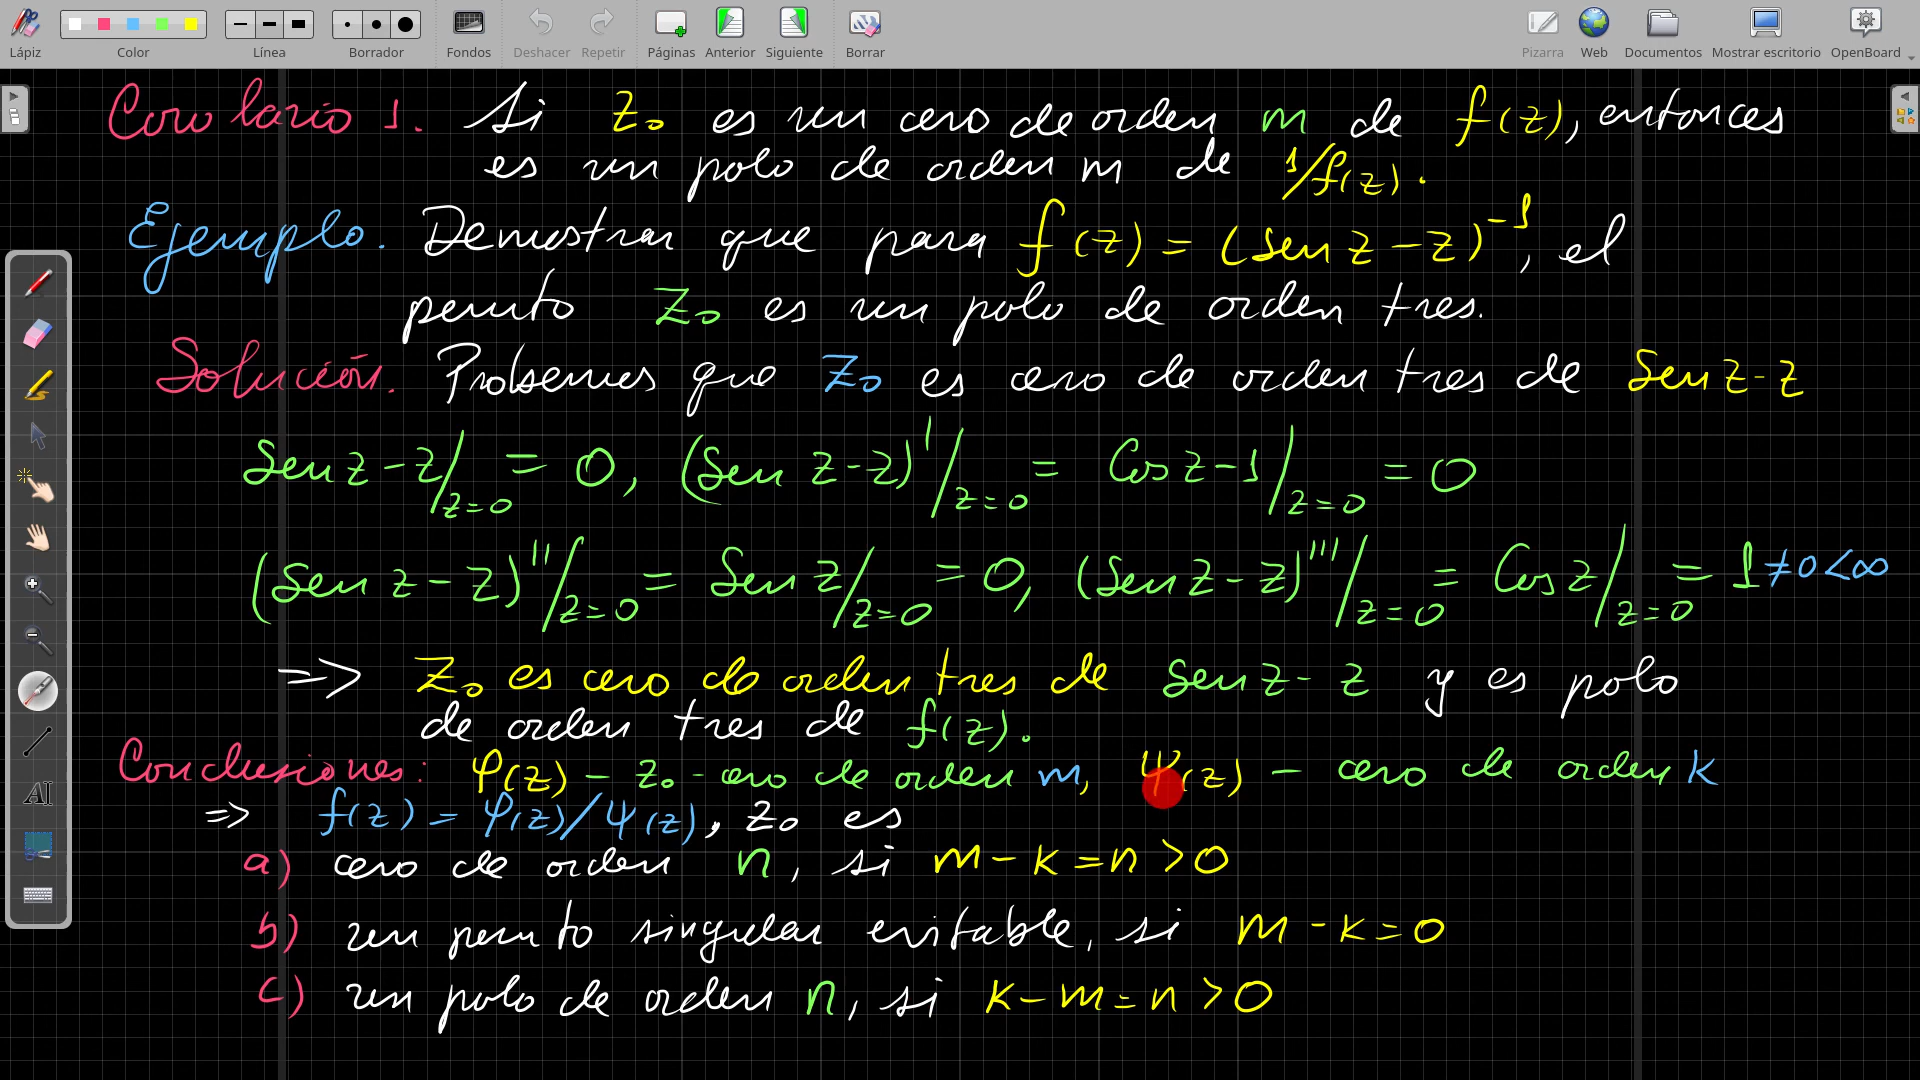 Lápiz Color Línea Borrador Fondos Deshacer Repetir Páginas Anterior Siguiente Borrar Pizarra Web Documentos Mostrar escritorio OpenBoard
Corolario 1. Si z₀ es un cero de orden m de f(z), entonces
es un polo de orden m de 1/f(z).
Ejemplo. Demostrar que para f(z) = (Sen z - z)⁻¹, el
punto z₀ es un polo de orden tres.
Solución. Probemos que z₀ es cero de orden tres de Sen z - z
Sen z - z/z=0 = 0, (Sen z - z)'/z=0 = Cos z - 1/z=0 = 0
(Sen z - z)''/z=0 = Sen z/z=0 = 0, (Sen z - z)'''/z=0 = Cos z/z=0 = 1 ≠ 0 < ∞
=> z₀ es cero de orden tres de Sen z - z y es polo
de orden tres de f(z).
Conclusiones: φ(z) - z₀ - cero de orden m, ψ(z) - cero de orden k
=> f(z) = φ(z)/ψ(z), z₀ es
a) cero de orden n, si m - k = n > 0
b) un punto singular evitable, si m - k = 0
c) un polo de orden n, si k - m = n > 0